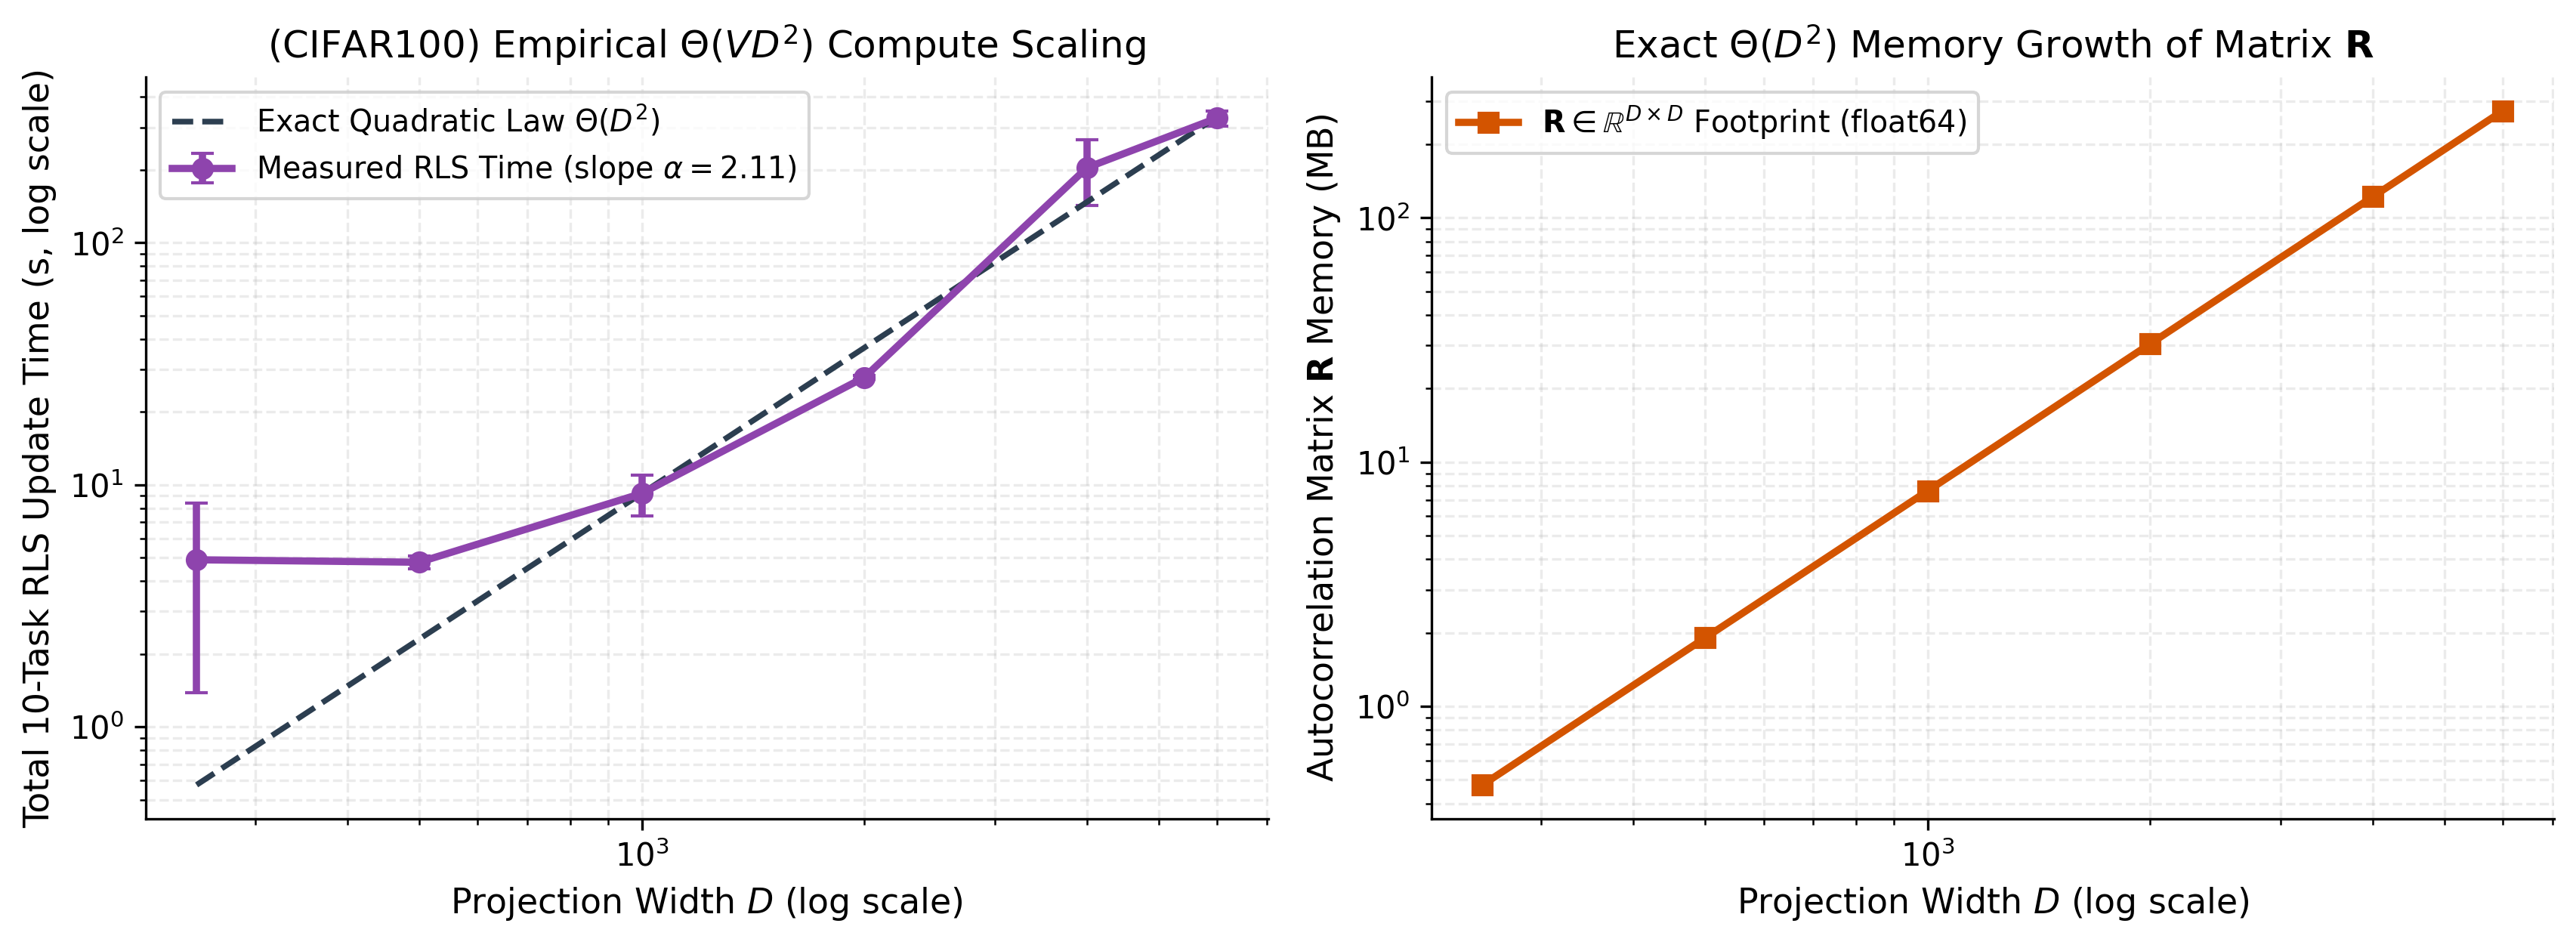 (CIFAR100) Empirical Θ(VD²) Compute Scaling
Total 10-Task RLS Update Time (s, log scale)
Exact Quadratic Law Θ(D²)
Measured RLS Time (slope α = 2.11)
10²
10¹
10⁰
10³
Projection Width D (log scale)
Exact Θ(D²) Memory Growth of Matrix R
Autocorrelation Matrix R Memory (MB)
R ∈ ℝᴰˣᴰ Footprint (float64)
10²
10¹
10⁰
10³
Projection Width D (log scale)